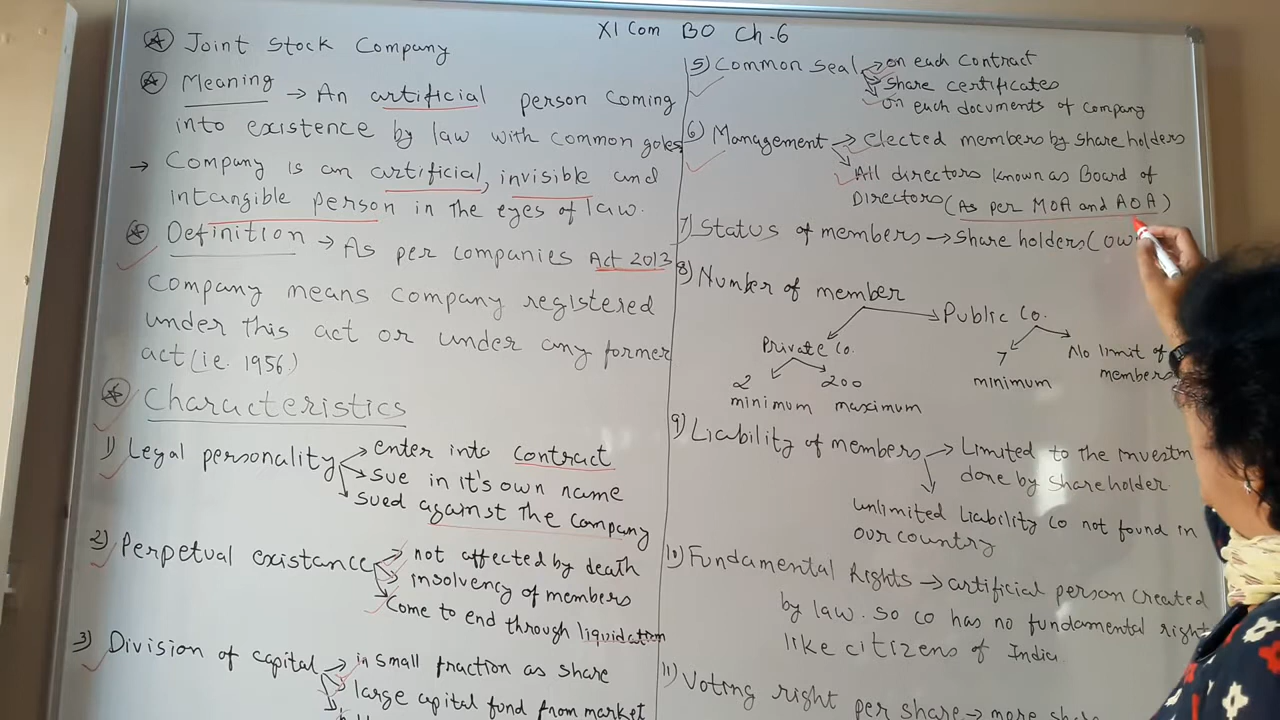 XI Com BO Ch.6
Joint Stock Company
Meaning → An artificial person coming
into existence by law with common goles
→ Company is an artificial, invisible and
intangible person in the eyes of law.
Definition → As per companies Act 2013
Company means company registered
under this act or under any former
act (i.e. 1956)
Characteristics
1) Legal personality → enter into contract
→ sue in it's own name
→ sued against the company
2) Perpetual existance → not affected by death
→ insolvency of members
→ Come to end through liquidation
3) Division of capital → in small fraction as share
→ large capital fund from market
5) Common seal → on each contract
→ share certificates
→ on each documents of company
6) Management → elected members by share holders
→ All directors known as Board of
Directors (As per MOA and AOA)
7) Status of members → share holders (
8) Number of member
Private Co.
2 minimum
200 maximum
Public Co.
7 minimum
No limit of
members
9) Liability of members → Limited to the
done by shareholder
unlimited liability co not found in
our country
10) Fundamental Rights → artificial person created
by law. so co has no fundamental right
like citizens of India
11) Voting right per share → more